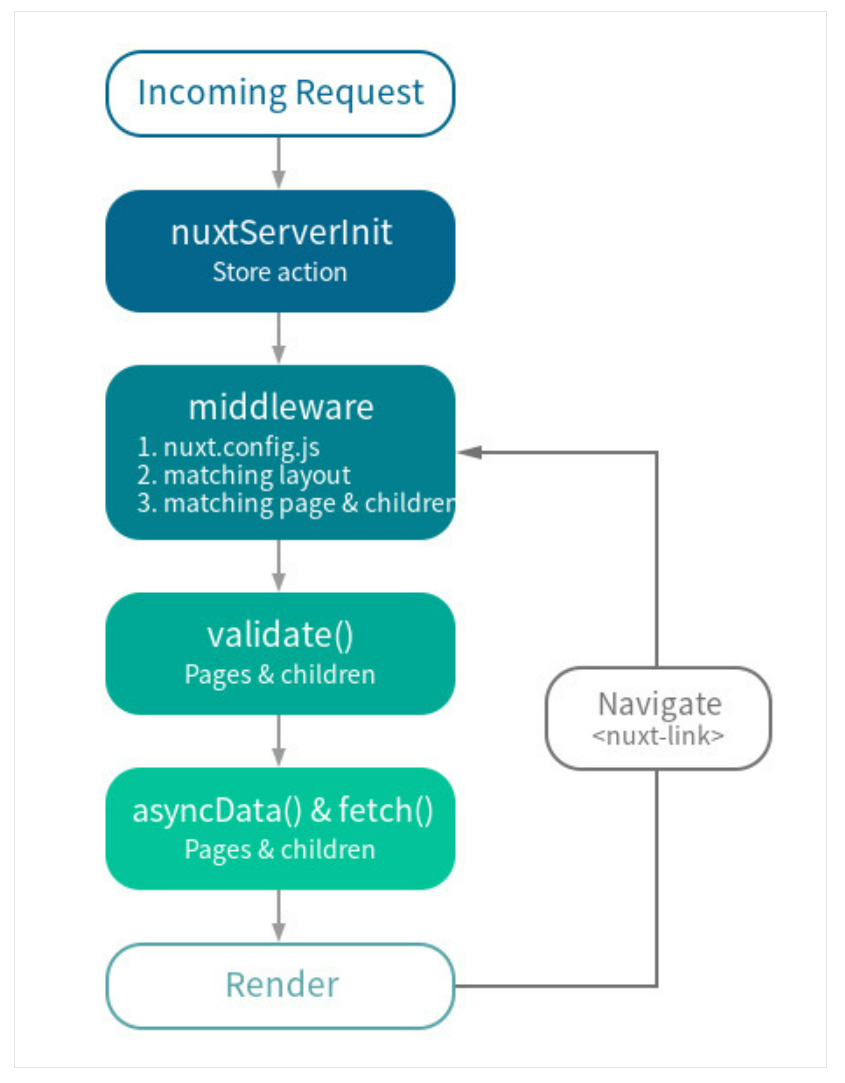 Incoming Request
nuxtServerInit
Store action
middleware
1. nuxt.config.js
2. matching layout
3. matching page & children
validate()
Pages & children
Navigate
<nuxt-link>
asyncData() & fetch()
Pages & children
Render